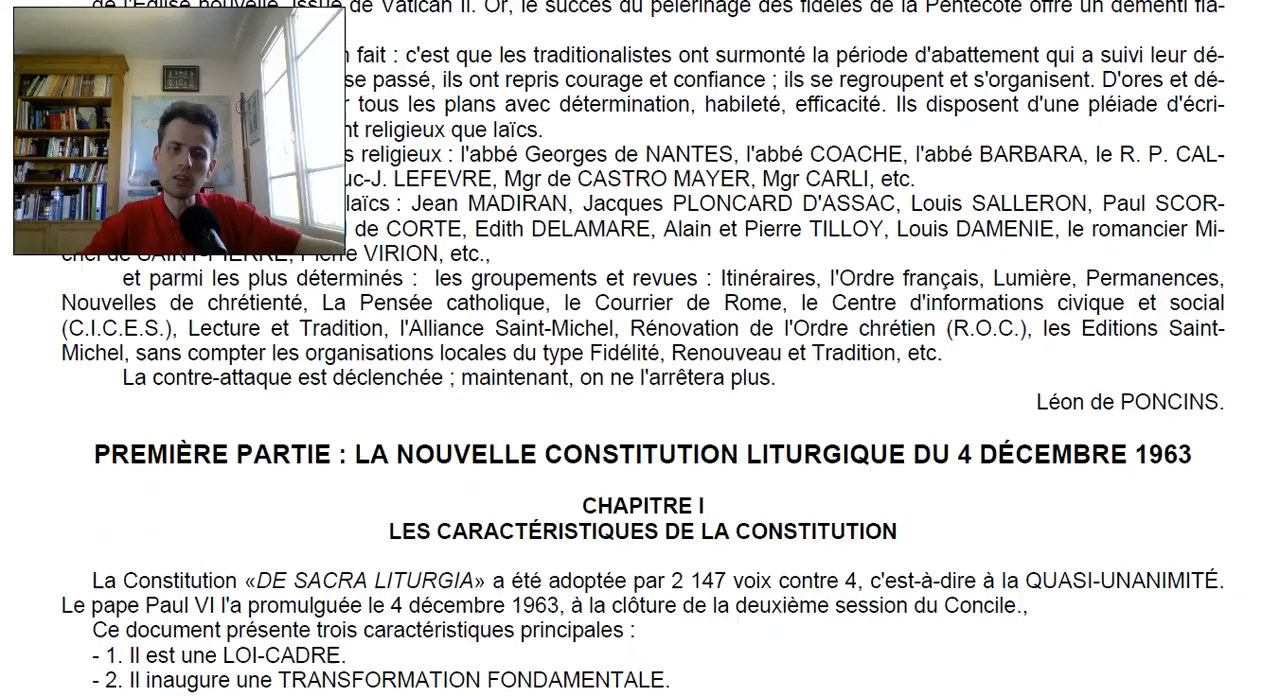 de l'Eglise nouvelle, issue de Vatican II. Or, le succès du pèlerinage des fidèles de la Pentecôte offre un démenti fla-
fait : c'est que les traditionalistes ont surmonté la période d'abattement qui a suivi leur dé-
se passé, ils ont repris courage et confiance ; ils se regroupent et s'organisent. D'ores et dé-
tous les plans avec détermination, habileté, efficacité. Ils disposent d'une pléiade d'écri-
nt religieux que laïcs.
s religieux : l'abbé Georges de NANTES, l'abbé COACHE, l'abbé BARBARA, le R. P. CAL-
uc-J. LEFEVRE, Mgr de CASTRO MAYER, Mgr CARLI, etc.
laïcs : Jean MADIRAN, Jacques PLONCARD D'ASSAC, Louis SALLERON, Paul SCOR-
de CORTE, Edith DELAMARE, Alain et Pierre TILLOY, Louis DAMENIE, le romancier Mi-
chel de SAINT-PIERRE, Pierre VIRION, etc.,
et parmi les plus déterminés : les groupements et revues : Itinéraires, l'Ordre français, Lumière, Permanences,
Nouvelles de chrétienté, La Pensée catholique, le Courrier de Rome, le Centre d'informations civique et social
(C.I.C.E.S.), Lecture et Tradition, l'Alliance Saint-Michel, Rénovation de l'Ordre chrétien (R.O.C.), les Editions Saint-
Michel, sans compter les organisations locales du type Fidélité, Renouveau et Tradition, etc.
La contre-attaque est déclenchée ; maintenant, on ne l'arrêtera plus.
Léon de PONCINS.
PREMIÈRE PARTIE : LA NOUVELLE CONSTITUTION LITURGIQUE DU 4 DÉCEMBRE 1963
CHAPITRE I
LES CARACTÉRISTIQUES DE LA CONSTITUTION
La Constitution «DE SACRA LITURGIA» a été adoptée par 2 147 voix contre 4, c'est-à-dire à la QUASI-UNANIMITÉ.
Le pape Paul VI l'a promulguée le 4 décembre 1963, à la clôture de la deuxième session du Concile.,
Ce document présente trois caractéristiques principales :
- 1. Il est une LOI-CADRE.
- 2. Il inaugure une TRANSFORMATION FONDAMENTALE.